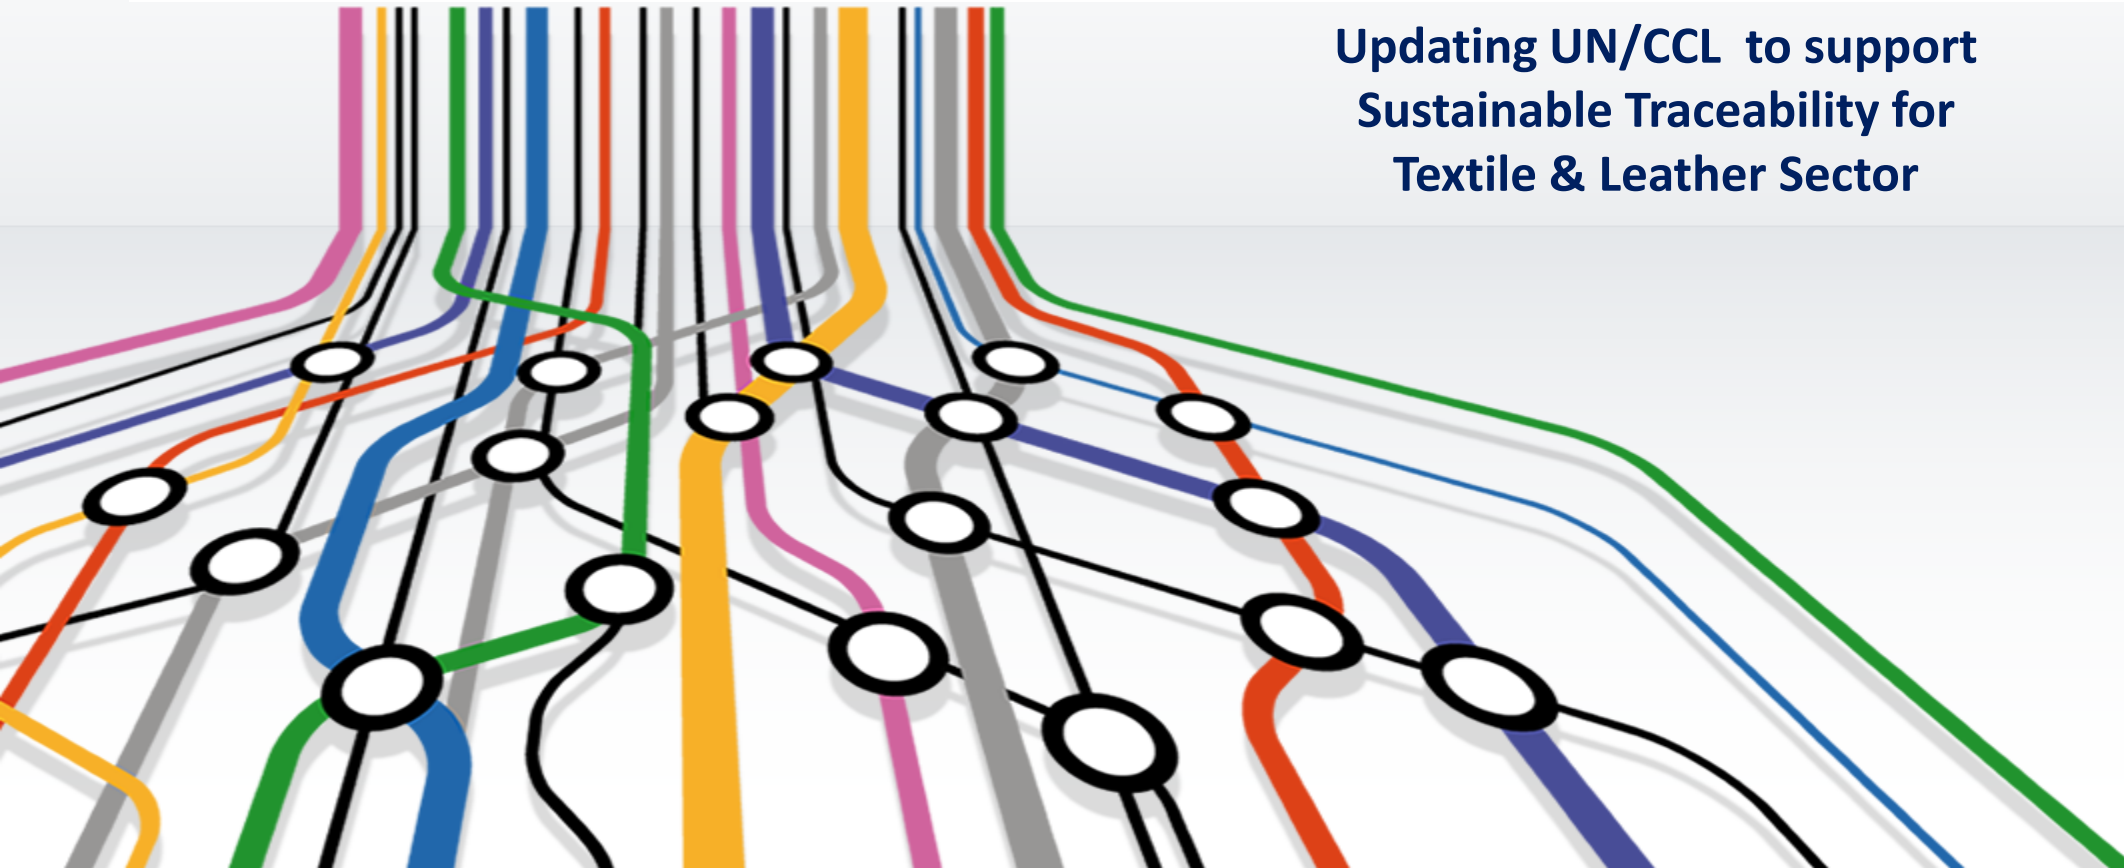 Updating UN/CCL to support
Sustainable Traceability for
Textile & Leather Sector